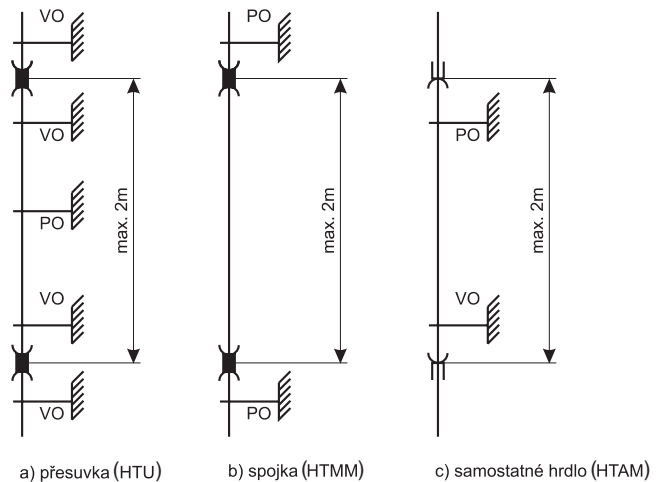 VO
VO
PO
VO
VO
max. 2m
a) přesuvka (HTU)
PO
PO
max. 2m
b) spojka (HTMM)
PO
VO
max. 2m
c) samostatné hrdlo (HTAM)